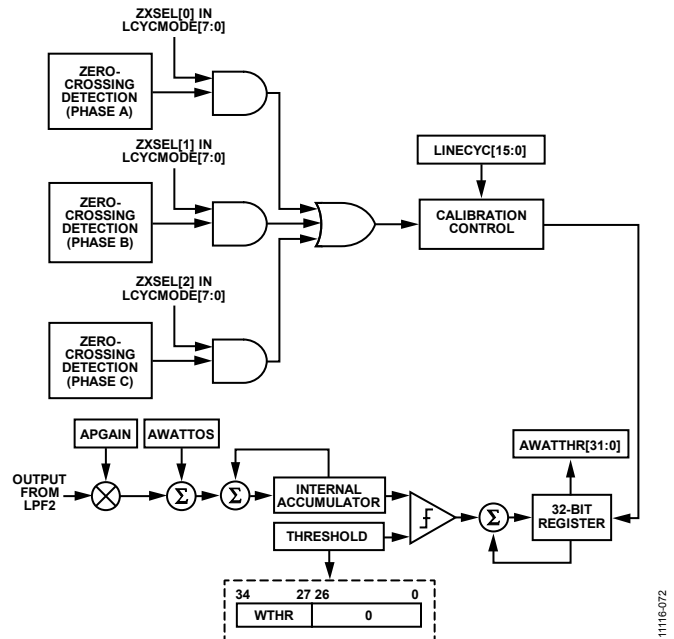 ZXSEL[0] IN
LCYCMODE[7:0]
ZERO-
CROSSING
DETECTION
(PHASE A)
ZXSEL[1] IN
LCYCMODE[7:0]
ZERO-
CROSSING
DETECTION
(PHASE B)
ZXSEL[2] IN
LCYCMODE[7:0]
ZERO-
CROSSING
DETECTION
(PHASE C)
LINECYC[15:0]
CALIBRATION
CONTROL
APGAIN
AWATTOS
AWATTHR[31:0]
OUTPUT
FROM
LPF2
Σ
Σ
INTERNAL
ACCUMULATOR
Σ
32-BIT
REGISTER
THRESHOLD
34 27 26 0
WTHR 0
11116-072